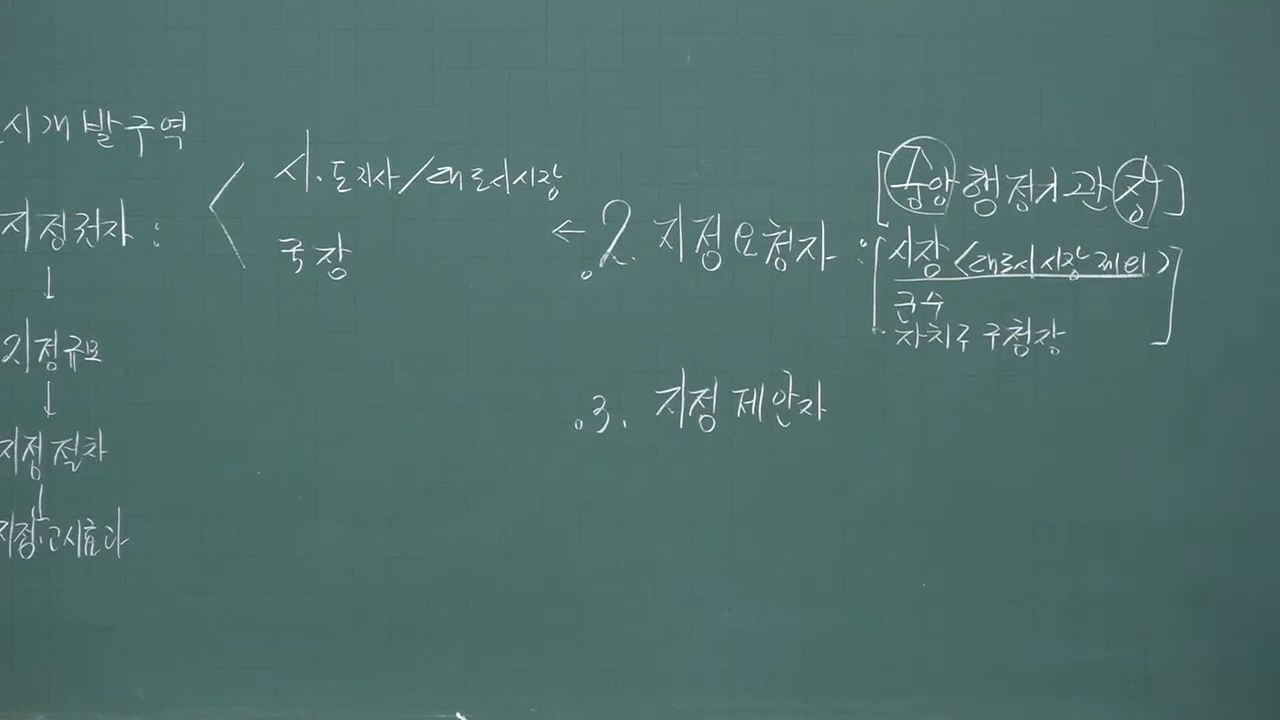 시개발구역
지정권자 :
시·도지사/대도시시장
국장
↓
지정규모
↓
지정절차
↓
지정·고시효과
← 2. 지정요청자 :
[중앙행정기관장]
[시장 (대도시시장 제외)
군수
자치구 구청장]
3. 지정제안자